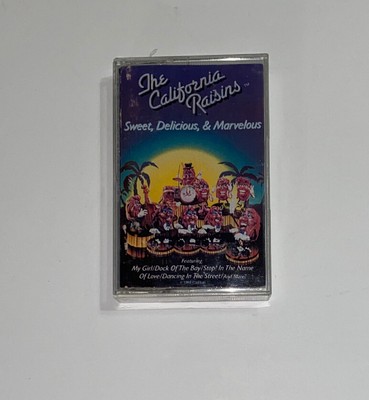 The
California
Raisins™
Sweet, Delicious, & Marvelous
Featuring
My Girl/Dock Of The Bay/Stop! In The Name
Of Love/Dancing In The Street/And More!